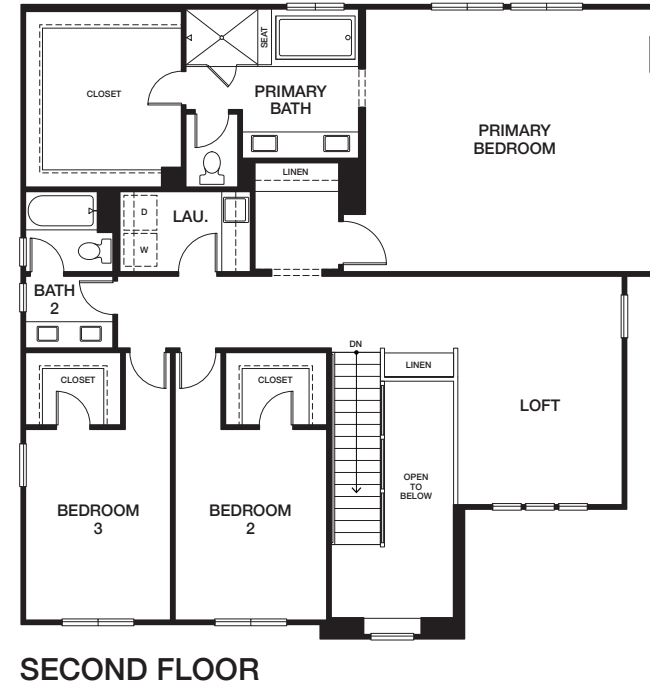 SEAT
CLOSET
PRIMARY
BATH
PRIMARY
BEDROOM
LINEN
D
LAU.
W
BATH
2
DN
LINEN
CLOSET
CLOSET
LOFT
OPEN
TO
BELOW
BEDROOM
3
BEDROOM
2
SECOND FLOOR